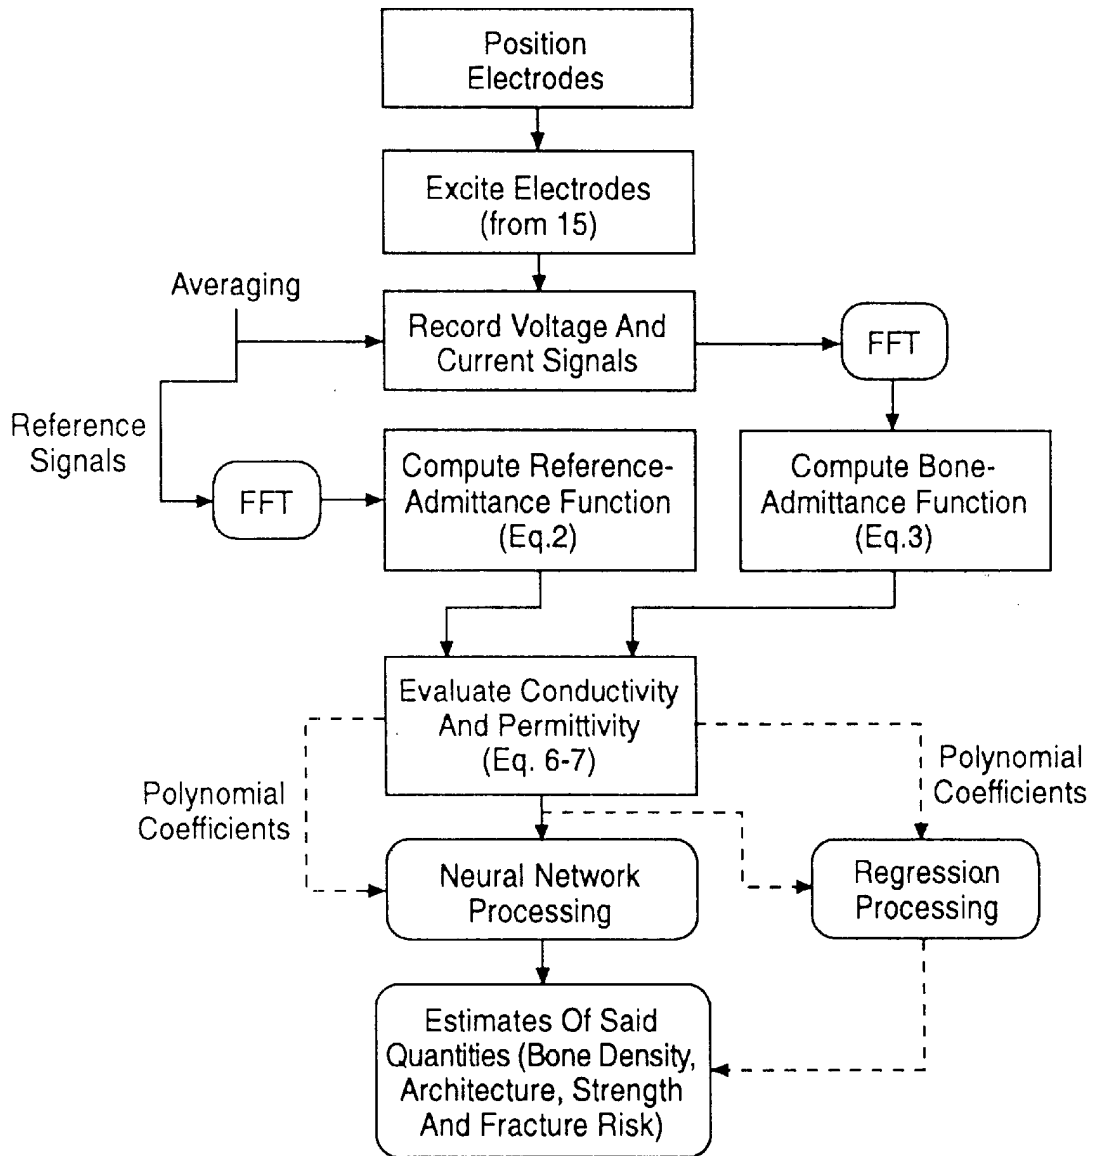 Position
Electrodes
Excite Electrodes
(from 15)
Averaging
Record Voltage And
Current Signals
FFT
Reference
Signals
FFT
Compute Reference-
Admittance Function
(Eq.2)
Compute Bone-
Admittance Function
(Eq.3)
Evaluate Conductivity
And Permittivity
(Eq. 6-7)
Polynomial
Coefficients
Polynomial
Coefficients
Neural Network
Processing
Regression
Processing
Estimates Of Said
Quantities (Bone Density,
Architecture, Strength
And Fracture Risk)